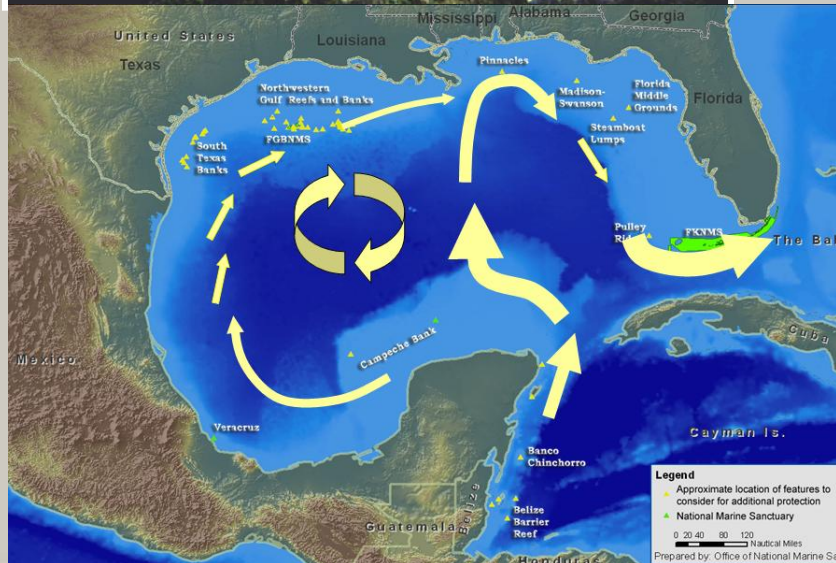 Mississippi
Alabama
Georgia
United States
Louisiana
Texas
Pinnacles
Northwestern
Gulf Reefs and Banks
Madison-
Swanson
Florida
Middle
Grounds
Florida
Steamboat
Lumps
FGBNMS
South
Texas
Banks
Pulley
FKNMS
The
Cuba
Campeche Bank
Mexico
Veracruz
Cayman Is.
Banco
Chinchorro
Belize
Belize
Barrier
Reef
Guatemala
Honduras
Legend
Approximate location of features to
consider for additional protection
National Marine Sanctuary
0 20 40 80 120
Nautical Miles
Prepared by: Office of National Marine